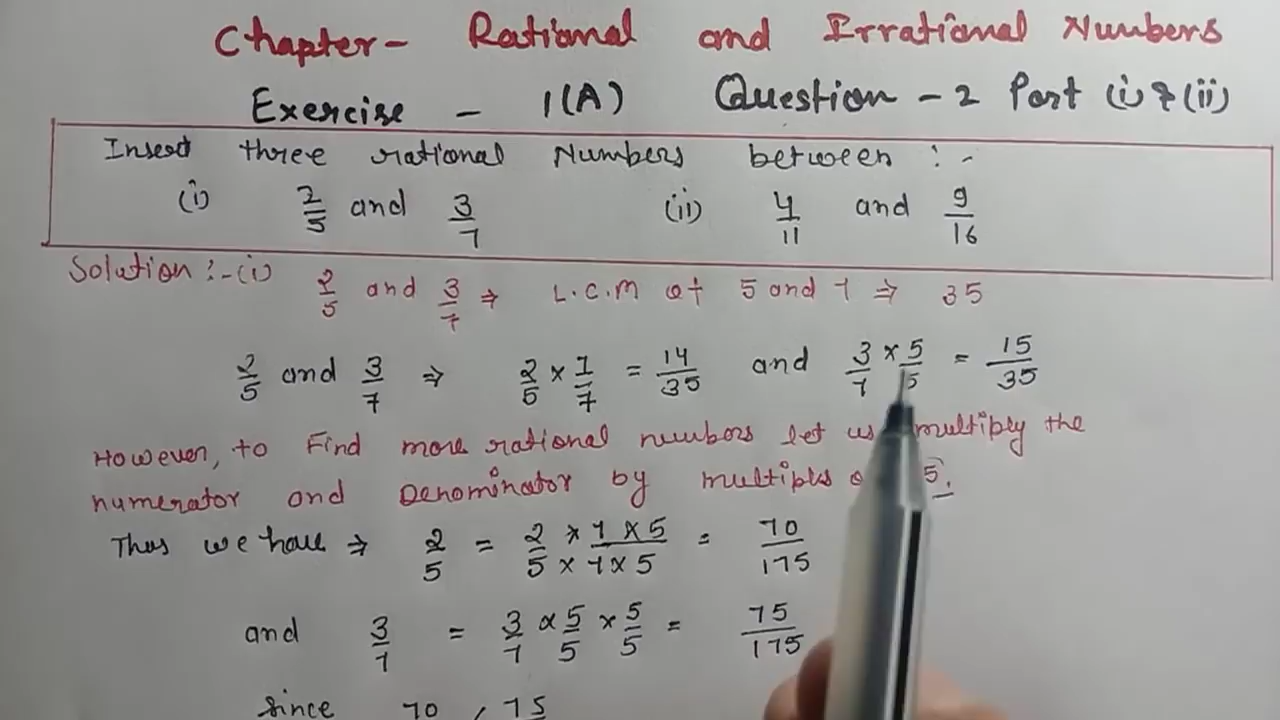 Chapter- Rational and Irrational Numbers
Exercise - 1(A) Question - 2 Part (i) & (ii)
Insert three rational Numbers between :-
(i) 2/5 and 3/7 (ii) 4/11 and 9/16
Solution :- (i) 2/5 and 3/7 ⇒ L.C.M of 5 and 7 ⇒ 35
2/5 and 3/7 ⇒ 2/5 × 7/7 = 14/35 and 3/7 × 5/5 = 15/35
However, to Find more rational numbers let us multiply the
numerator and Denominator by multiples 5.
Thus we have ⇒ 2/5 = 2/5 × 7×5/7×5 = 70/175
and 3/7 = 3/7 × 5/5 × 5/5 = 75/175
since 70 < 75